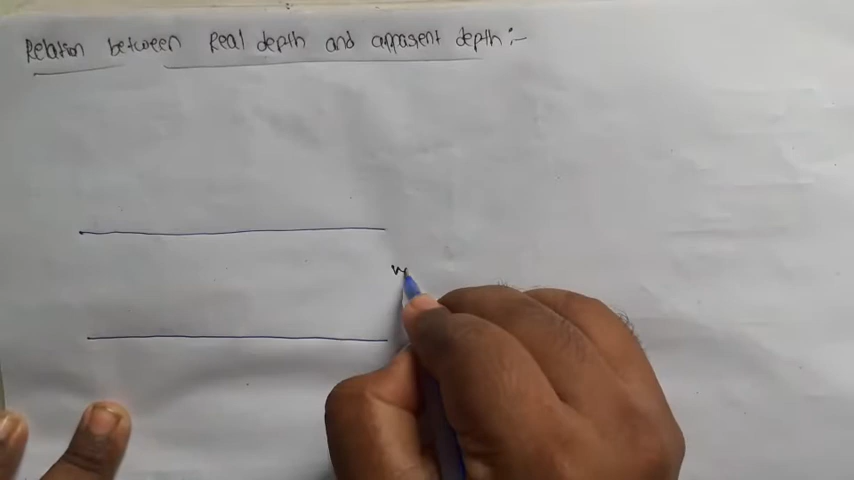 Relation between Real depth and apparent depth :-
w